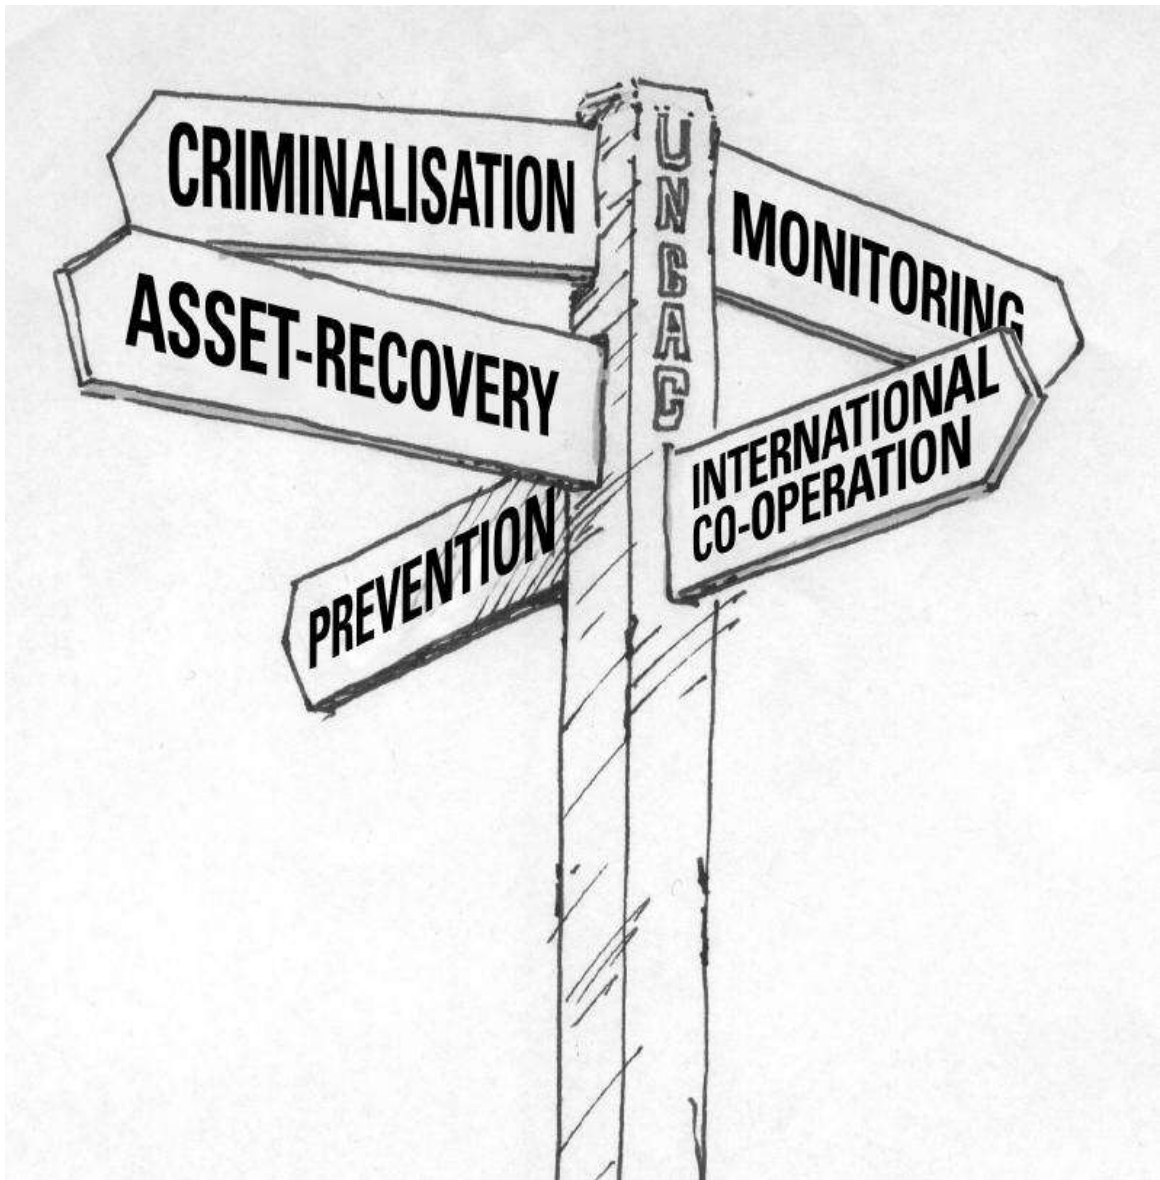 CRIMINALISATION
UNCAC
MONITORING
ASSET-RECOVERY
INTERNATIONAL
CO-OPERATION
PREVENTION